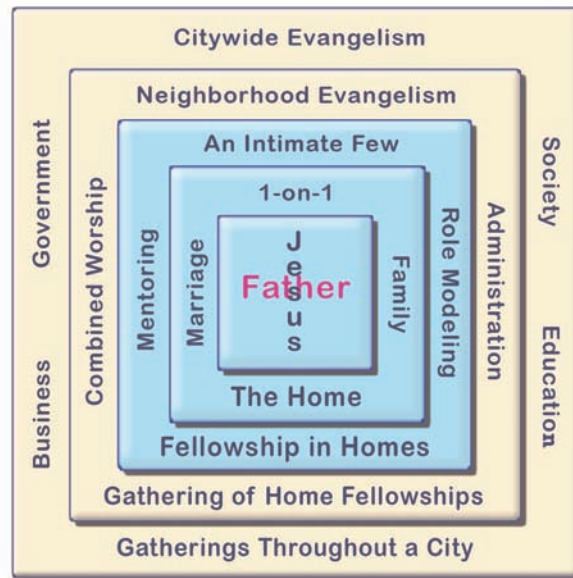 Citywide Evangelism
Government
Business
Society
Education
Gatherings Throughout a City
Neighborhood Evangelism
Combined Worship
Administration
Gathering of Home Fellowships
An Intimate Few
Mentoring
Role Modeling
Fellowship in Homes
1-on-1
Marriage
Family
The Home
Jesus
Father